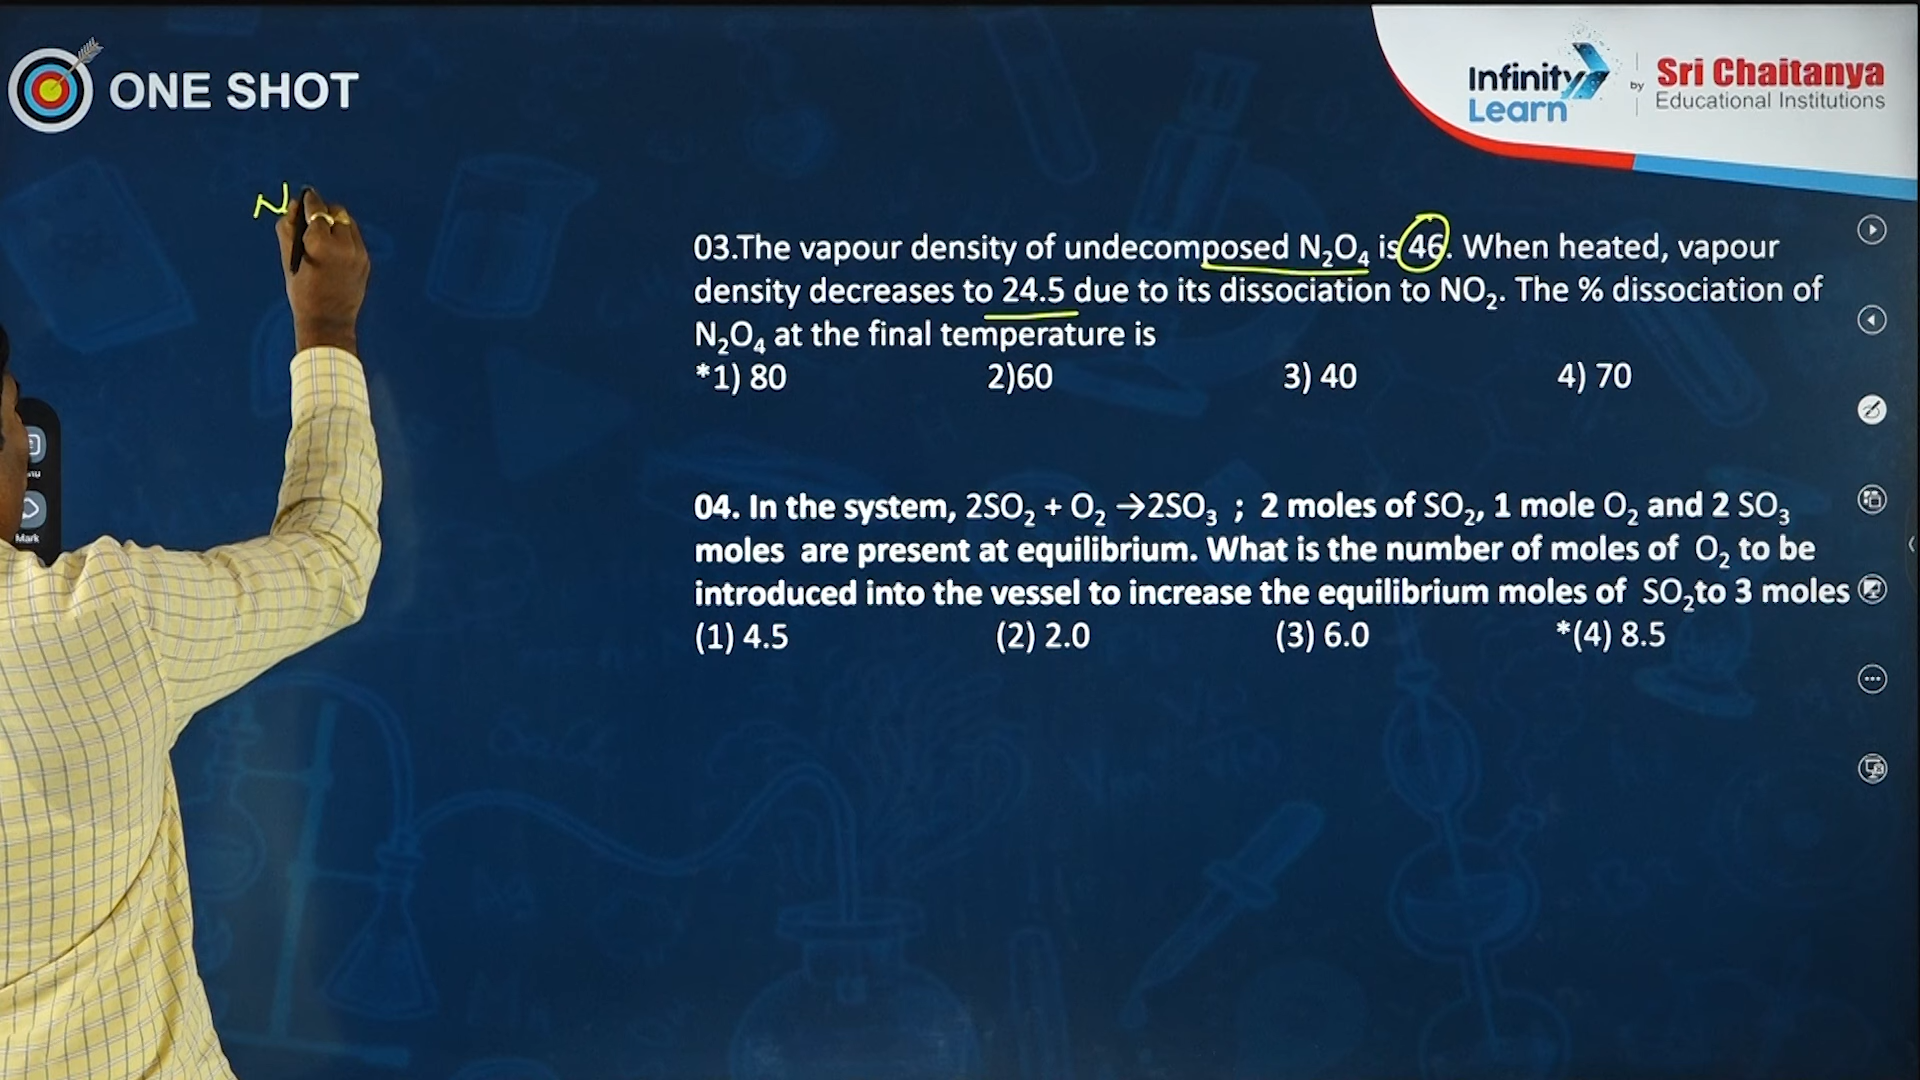 ONE SHOT
Infinity
Learn
by
Sri Chaitanya
Educational Institutions
N
03.The vapour density of undecomposed N₂O₄ is 46. When heated, vapour
density decreases to 24.5 due to its dissociation to NO₂. The % dissociation of
N₂O₄ at the final temperature is
*1) 80 2)60 3) 40 4) 70
04. In the system, 2SO₂ + O₂ →2SO₃ ; 2 moles of SO₂, 1 mole O₂ and 2 SO₃
moles are present at equilibrium. What is the number of moles of O₂ to be
introduced into the vessel to increase the equilibrium moles of SO₂to 3 moles
(1) 4.5 (2) 2.0 (3) 6.0 *(4) 8.5
Mark